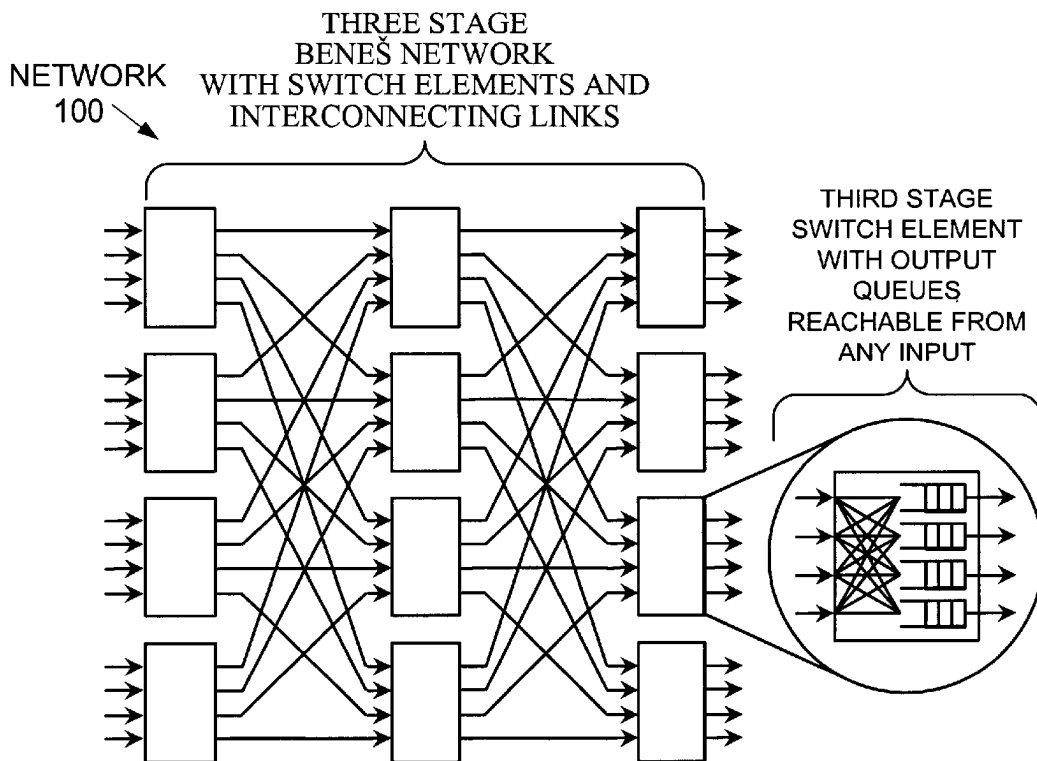 THREE STAGE
BENEŠ NETWORK
WITH SWITCH ELEMENTS AND
INTERCONNECTING LINKS
NETWORK
100
THIRD STAGE
SWITCH ELEMENT
WITH OUTPUT
QUEUES,
REACHABLE FROM
ANY INPUT